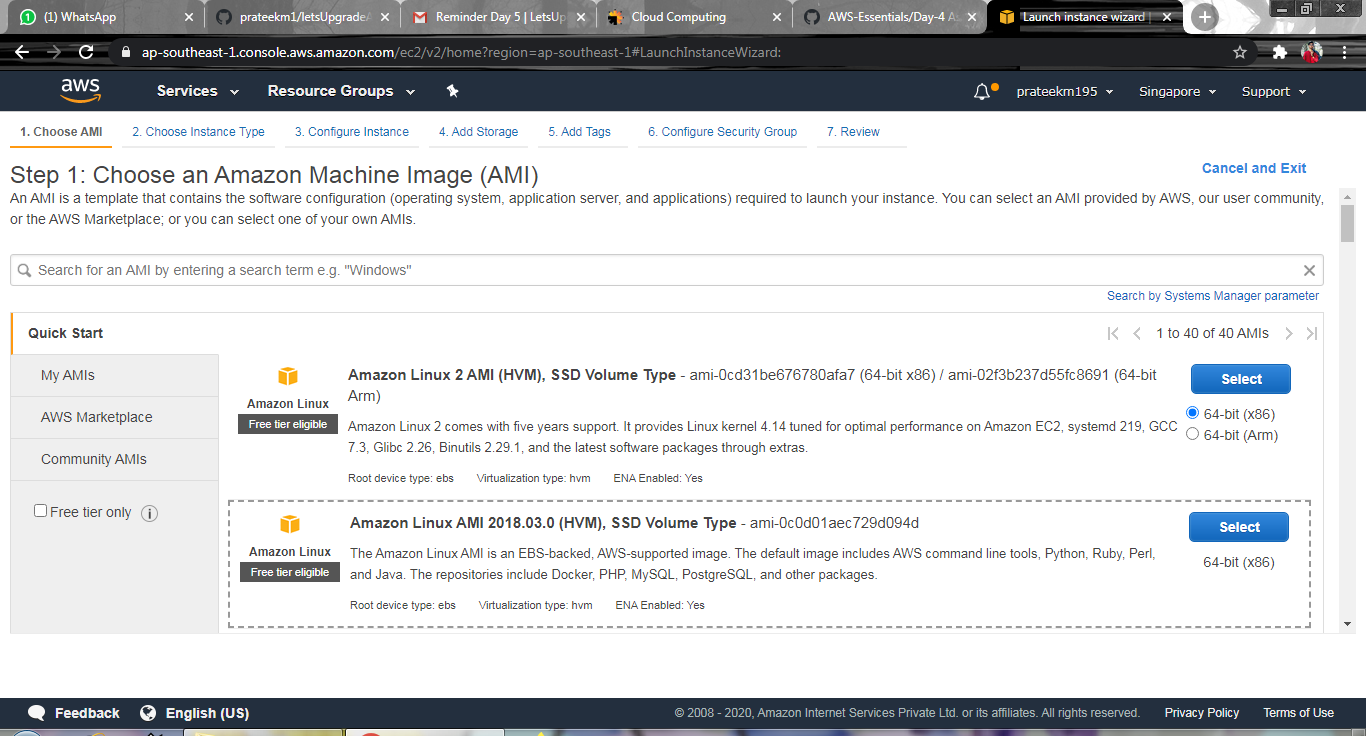 (1) WhatsApp
prateekm1/letsUpgradeA
Reminder Day 5 | LetsUp
Cloud Computing
AWS-Essentials/Day-4 As
Launch instance wizard |
ap-southeast-1.console.aws.amazon.com/ec2/v2/home?region=ap-southeast-1#LaunchInstanceWizard:
aws
Services
Resource Groups
prateekm195
Singapore
Support
1. Choose AMI
2. Choose Instance Type
3. Configure Instance
4. Add Storage
5. Add Tags
6. Configure Security Group
7. Review
Step 1: Choose an Amazon Machine Image (AMI)
Cancel and Exit
An AMI is a template that contains the software configuration (operating system, application server, and applications) required to launch your instance. You can select an AMI provided by AWS, our user community,
or the AWS Marketplace; or you can select one of your own AMIs.
Search for an AMI by entering a search term e.g. "Windows"
Search by Systems Manager parameter
Quick Start
1 to 40 of 40 AMIs
My AMIs
AWS Marketplace
Community AMIs
Free tier only
Amazon Linux
Free tier eligible
Amazon Linux 2 AMI (HVM), SSD Volume Type - ami-0cd31be676780afa7 (64-bit x86) / ami-02f3b237d55fc8691 (64-bit
Arm)
Amazon Linux 2 comes with five years support. It provides Linux kernel 4.14 tuned for optimal performance on Amazon EC2, systemd 219, GCC
7.3, Glibc 2.26, Binutils 2.29.1, and the latest software packages through extras.
Root device type: ebs
Virtualization type: hvm
ENA Enabled: Yes
Select
64-bit (x86)
64-bit (Arm)
Amazon Linux
Free tier eligible
Amazon Linux AMI 2018.03.0 (HVM), SSD Volume Type - ami-0c0d01aec729d094d
The Amazon Linux AMI is an EBS-backed, AWS-supported image. The default image includes AWS command line tools, Python, Ruby, Perl,
and Java. The repositories include Docker, PHP, MySQL, PostgreSQL, and other packages.
Root device type: ebs
Virtualization type: hvm
ENA Enabled: Yes
Select
64-bit (x86)
Feedback
English (US)
© 2008 - 2020, Amazon Internet Services Private Ltd. or its affiliates. All rights reserved.
Privacy Policy
Terms of Use